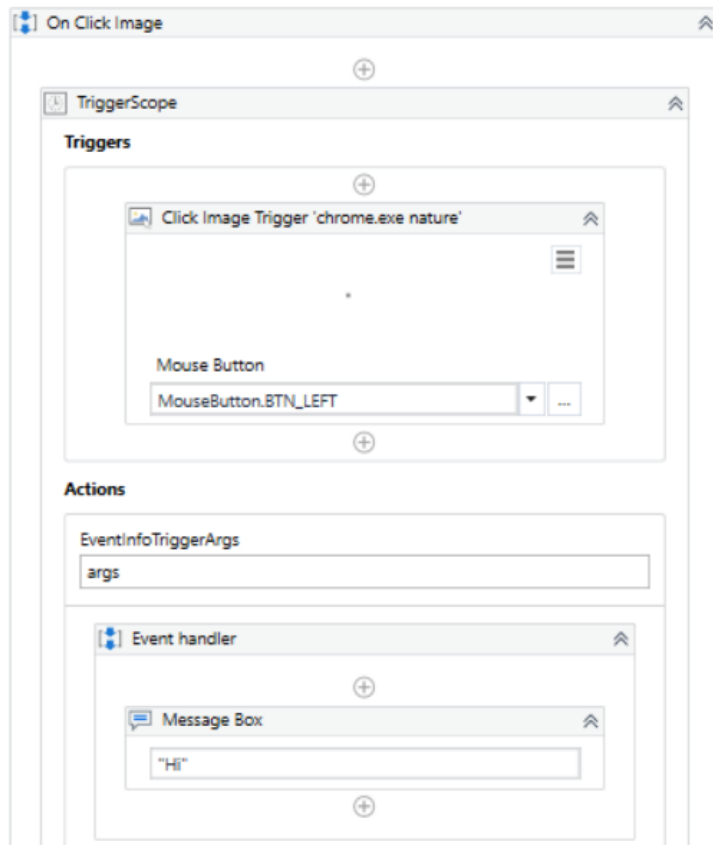 On Click Image
TriggerScope
Triggers
Click Image Trigger 'chrome.exe nature'
Mouse Button
MouseButton.BTN_LEFT
...
Actions
EventInfoTriggerArgs
args
Event handler
Message Box
"Hi"